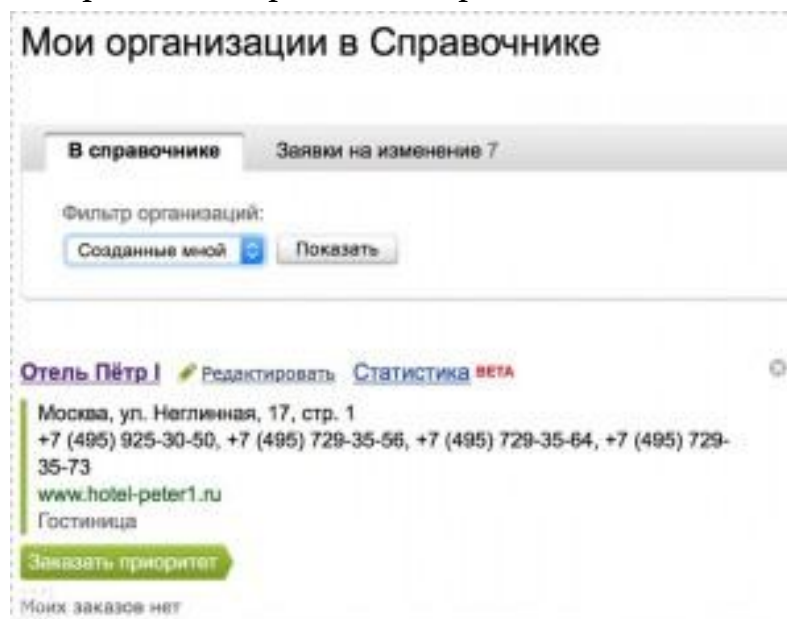 Мои организации в Справочнике
В справочнике Заявки на изменение 7
Фильтр организаций:
Созданные мной Показать
Отель Пётр I Редактировать Статистика BETA
Москва, ул. Неглинная, 17, стр. 1
+7 (495) 925-30-50, +7 (495) 729-35-56, +7 (495) 729-35-64, +7 (495) 729-
35-73
www.hotel-peter1.ru
Гостиница
Заказать приоритет
Моих заказов нет